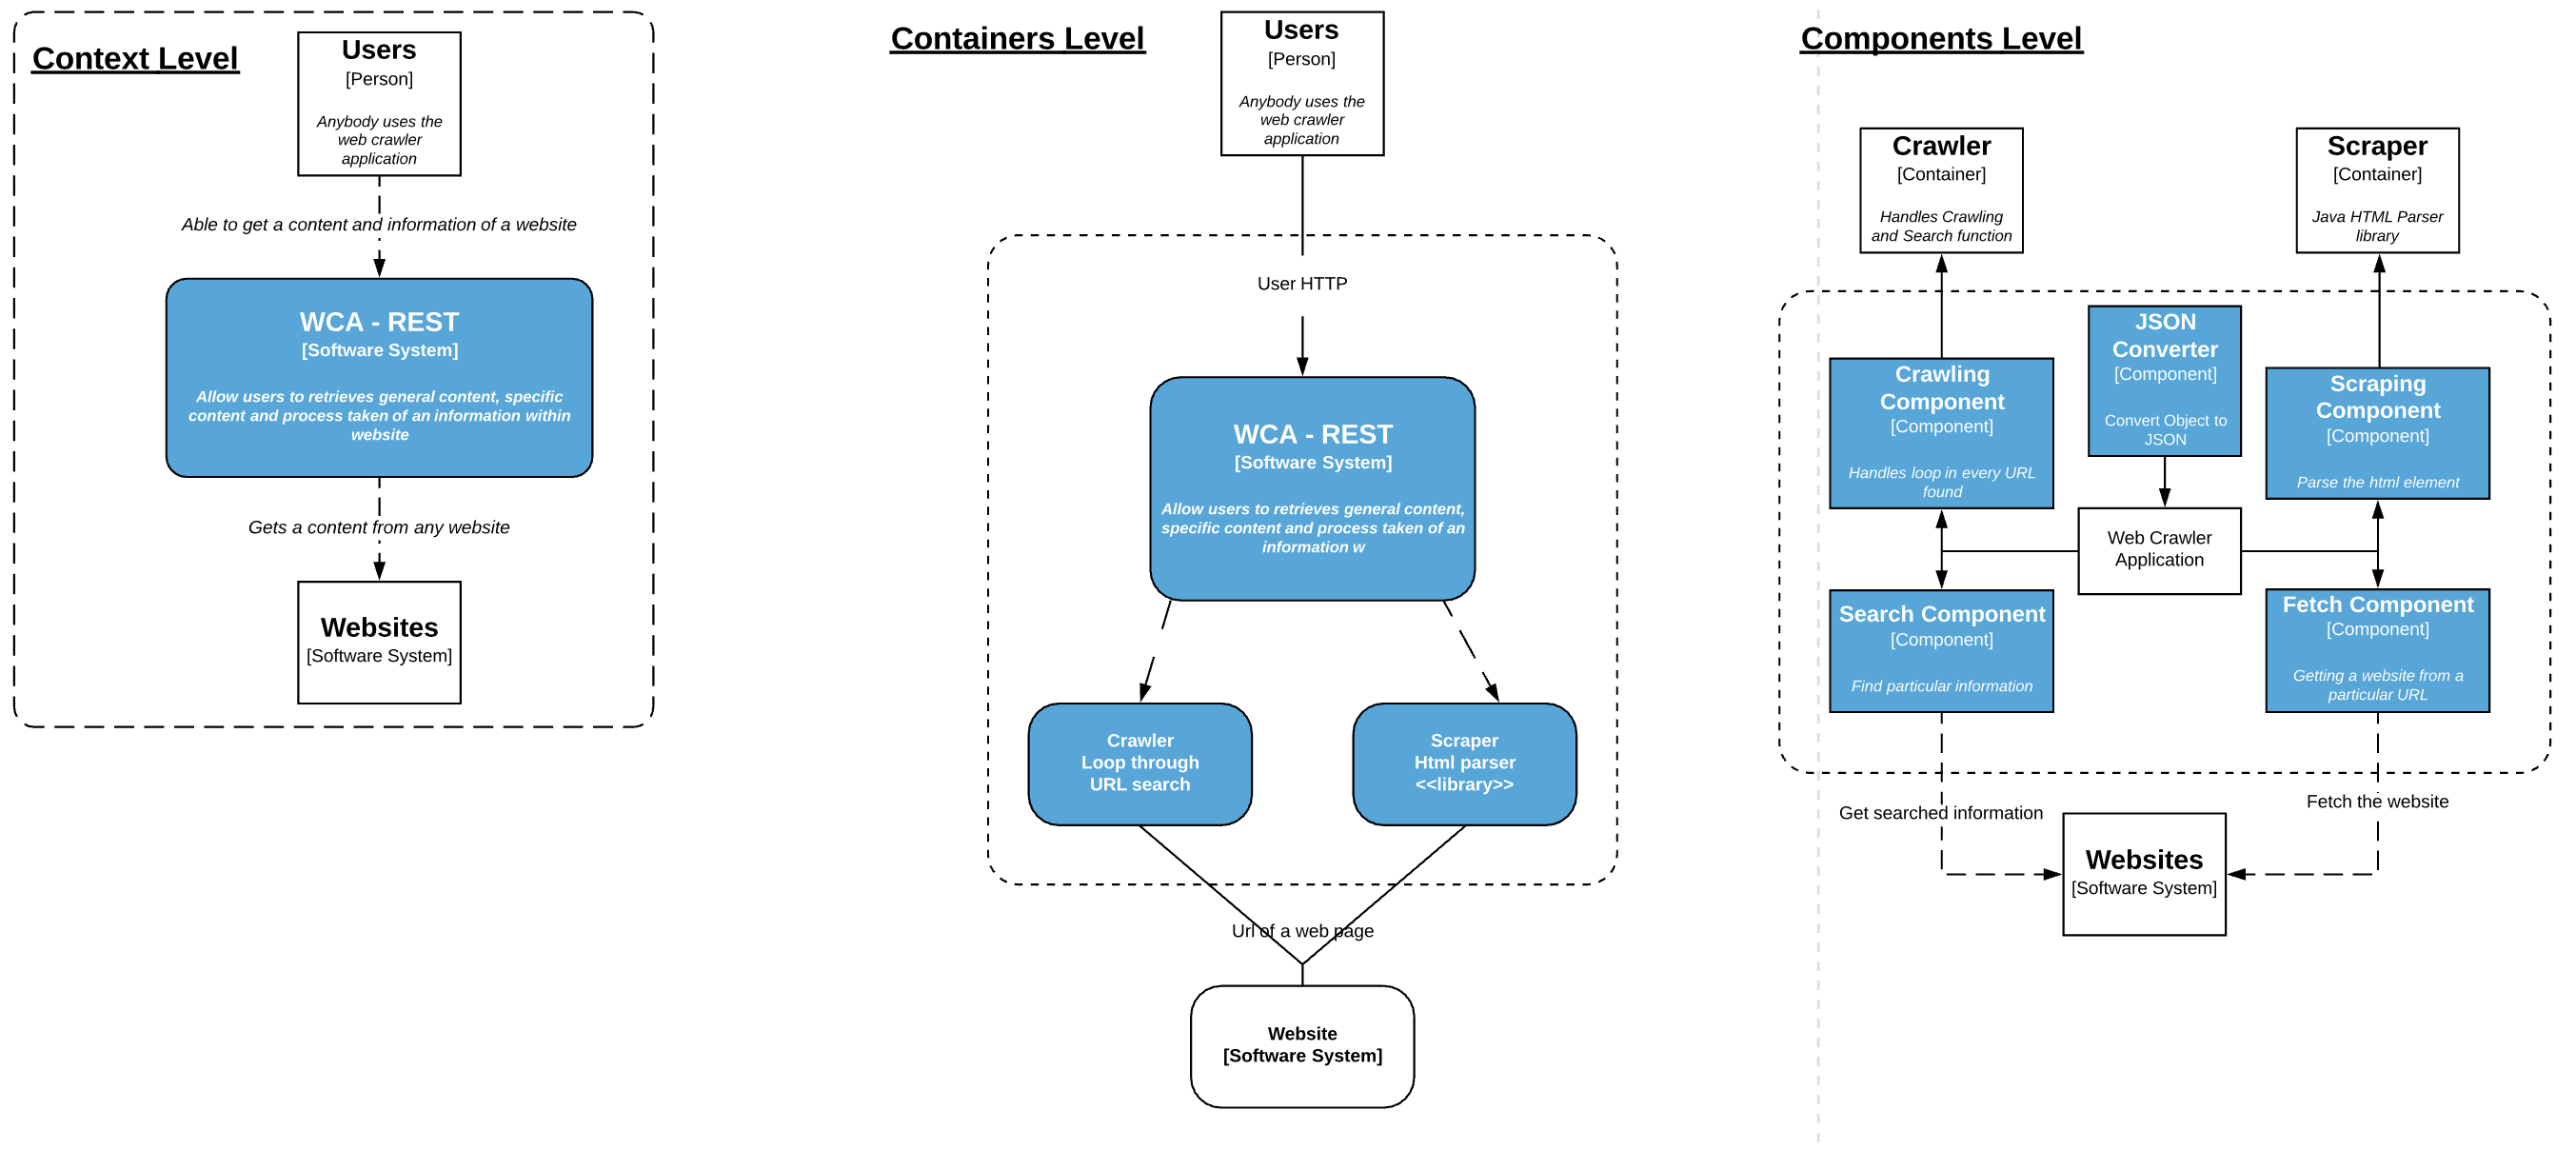 Context Level
Users
[Person]
Anybody uses the
web crawler
application
Able to get a content and information of a website
WCA - REST
[Software System]
Allow users to retrieves general content, specific
content and process taken of an information within
website
Gets a content from any website
Websites
[Software System]
Containers Level
Users
[Person]
Anybody uses the
web crawler
application
User HTTP
WCA - REST
[Software System]
Allow users to retrieves general content,
specific content and process taken of an
information w
Crawler
Loop through
URL search
Scraper
Html parser
<<library>>
Url of a web page
Website
[Software System]
Components Level
Crawler
[Container]
Handles Crawling
and Search function
Scraper
[Container]
Java HTML Parser
library
JSON
Converter
[Component]
Convert Object to
JSON
Crawling
Component
[Component]
Handles loop in every URL
found
Scraping
Component
[Component]
Parse the html element
Web Crawler
Application
Search Component
[Component]
Find particular information
Fetch Component
[Component]
Getting a website from a
particular URL
Get searched information
Fetch the website
Websites
[Software System]